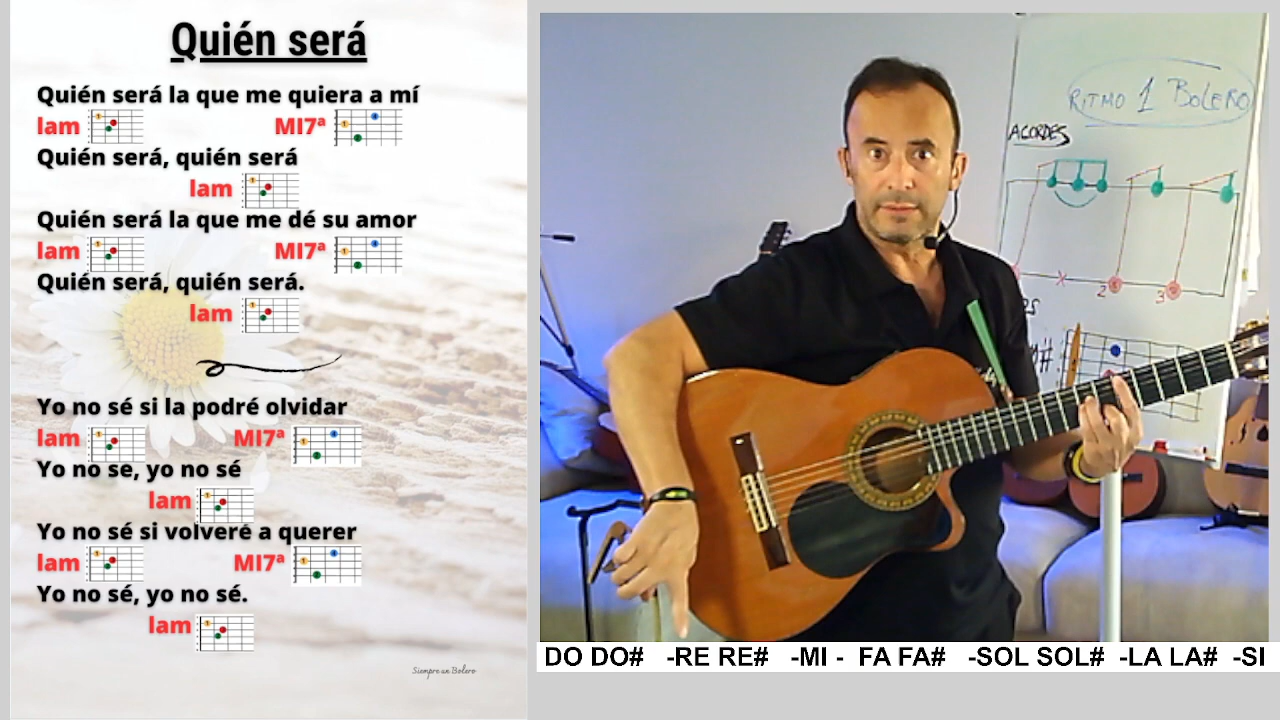 Quién será
Quién será la que me quiera a mí
lam MI7ª
Quién será, quién será
lam
Quién será la que me dé su amor
lam MI7ª
Quién será, quién será.
lam
Yo no sé si la podré olvidar
lam MI7ª
Yo no se, yo no sé
lam
Yo no sé si volveré a querer
lam MI7ª
Yo no sé, yo no sé.
lam
Siempre un Bolero
RITMO 1 BOLERO
ACORDES
2 3
DO DO# -RE RE# -MI - FA FA# -SOL SOL# -LA LA# -SI